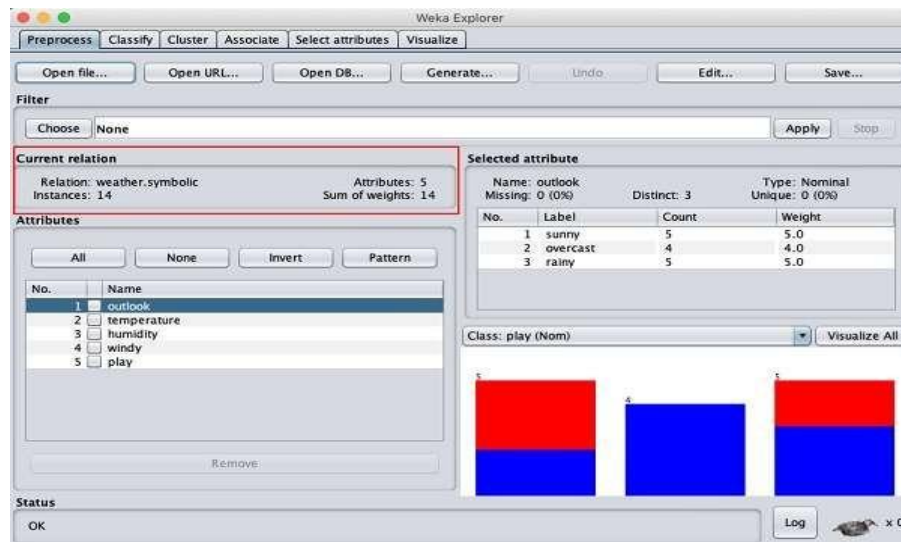 Weka Explorer
Preprocess Classify Cluster Associate Select attributes Visualize
Open file... Open URL... Open DB... Generate... Undo Edit... Save...
Filter
Choose None Apply Stop
Current relation
Relation: weather.symbolic Attributes: 5
Instances: 14 Sum of weights: 14
Attributes
All None Invert Pattern
No. Name
1 outlook
2 temperature
3 humidity
4 windy
5 play
Remove
Selected attribute
Name: outlook Type: Nominal
Missing: 0 (0%) Distinct: 3 Unique: 0 (0%)
No. Label Count Weight
1 sunny 5 5.0
2 overcast 4 4.0
3 rainy 5 5.0
Class: play (Nom) Visualize All
5 4 5
Status
OK Log x 0